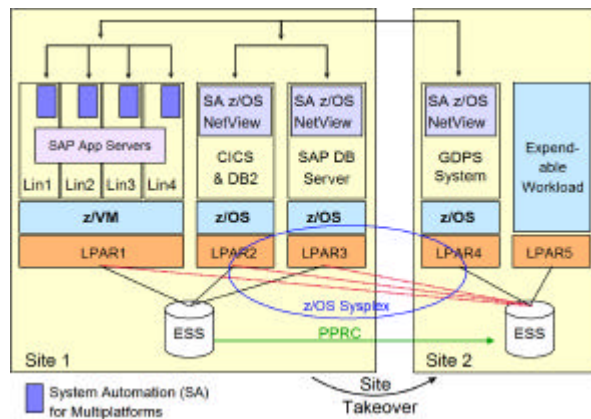 SA z/OS
NetView
SA z/OS
NetView
SA z/OS
NetView
SAP App Servers
Lin1
Lin2
Lin3
Lin4
CICS
& DB2
SAP DB
Server
GDPS
System
Expend-
able
Workload
z/VM
z/OS
z/OS
z/OS
LPAR1
LPAR2
LPAR3
LPAR4
LPAR5
z/OS Sysplex
ESS
ESS
PPRC
Site 1
Site 2
Site
Takeover
System Automation (SA)
for Multiplatforms